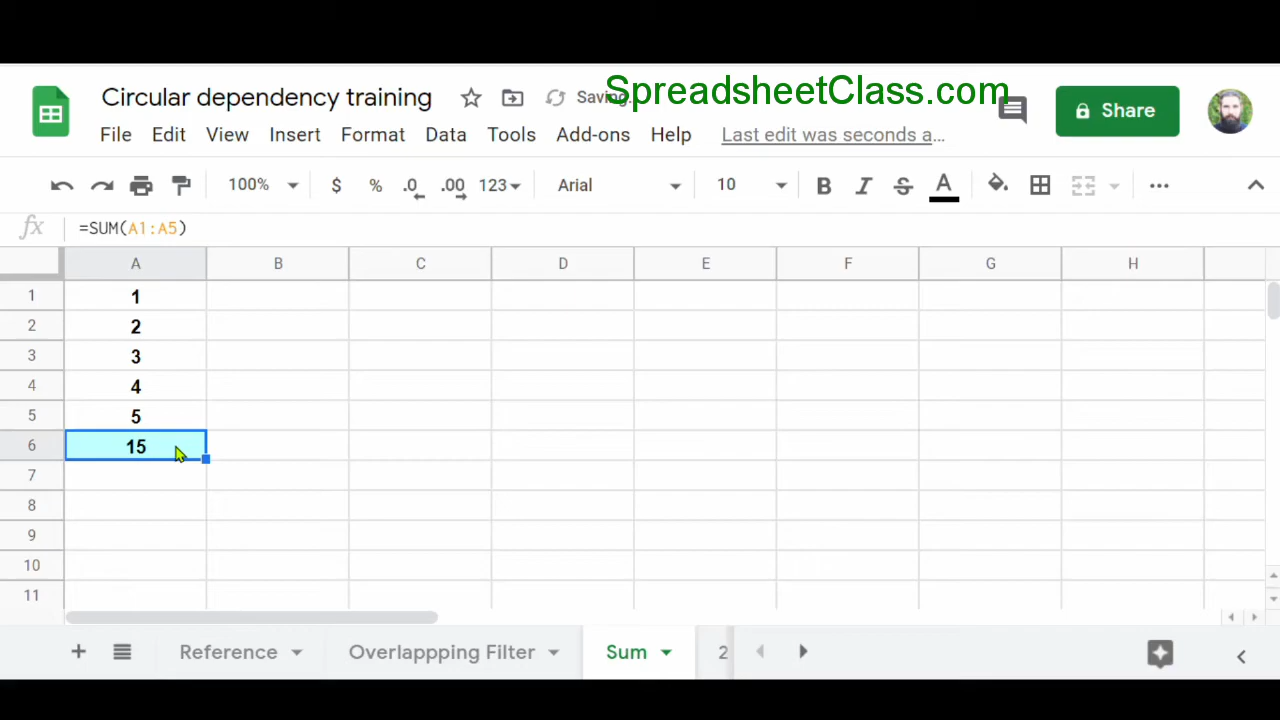 SpreadsheetClass.com
Circular dependency training Saving
File Edit View Insert Format Data Tools Add-ons Help Last edit was seconds a...
Share
100% $ % .0 .00 123 Arial 10 B I S A
fx =SUM(A1:A5)
A B C D E F G H
1 1
2 2
3 3
4 4
5 5
6 15
7
8
9
10
11
+ Reference Overlappping Filter Sum 2